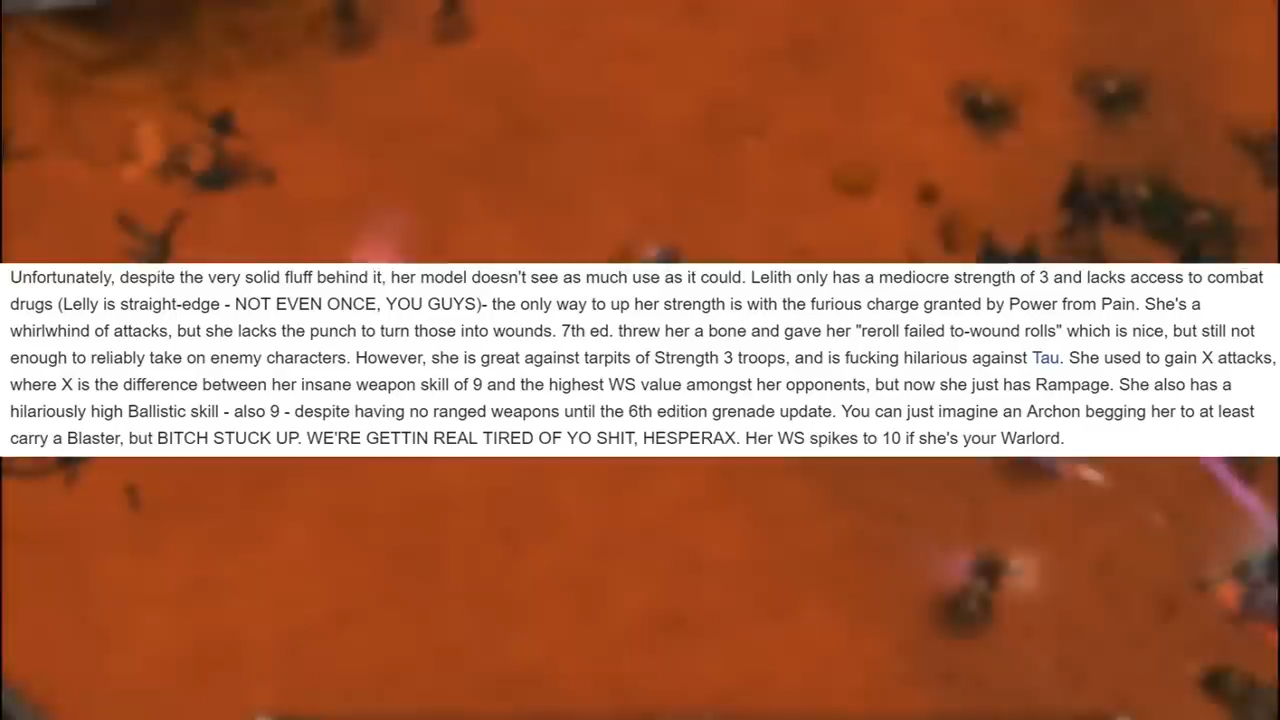 Unfortunately, despite the very solid fluff behind it, her model doesn't see as much use as it could. Lelith only has a mediocre strength of 3 and lacks access to combat
drugs (Lelly is straight-edge - NOT EVEN ONCE, YOU GUYS)- the only way to up her strength is with the furious charge granted by Power from Pain. She's a
whirlwhind of attacks, but she lacks the punch to turn those into wounds. 7th ed. threw her a bone and gave her "reroll failed to-wound rolls" which is nice, but still not
enough to reliably take on enemy characters. However, she is great against tarpits of Strength 3 troops, and is fucking hilarious against Tau. She used to gain X attacks,
where X is the difference between her insane weapon skill of 9 and the highest WS value amongst her opponents, but now she just has Rampage. She also has a
hilariously high Ballistic skill - also 9 - despite having no ranged weapons until the 6th edition grenade update. You can just imagine an Archon begging her to at least
carry a Blaster, but BITCH STUCK UP. WE'RE GETTIN REAL TIRED OF YO SHIT, HESPERAX. Her WS spikes to 10 if she's your Warlord.